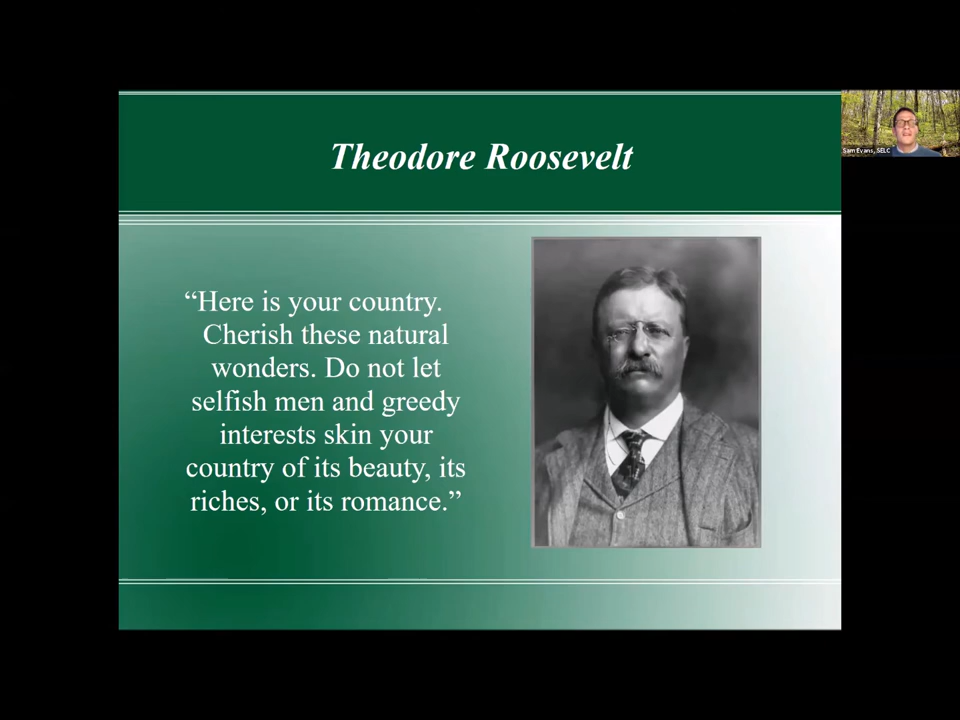 Theodore Roosevelt
Sam Evans, SELC
“Here is your country.
Cherish these natural
wonders. Do not let
selfish men and greedy
interests skin your
country of its beauty, its
riches, or its romance.”